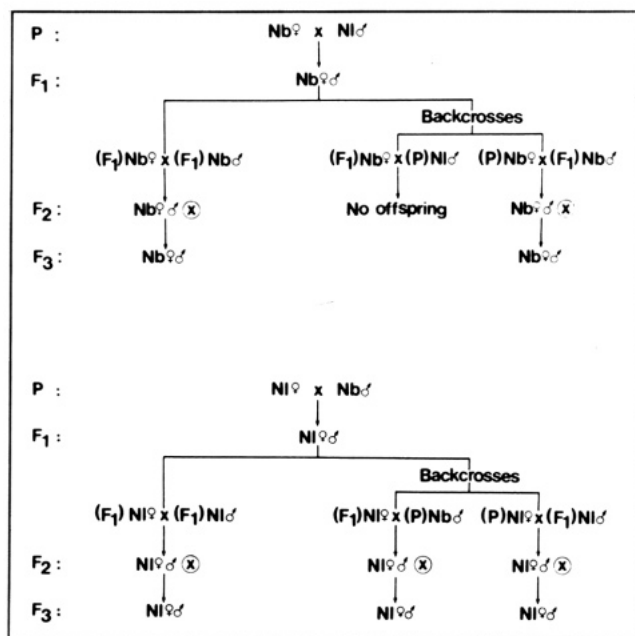 P : Nb♀ x Nl♂
F₁: Nb♀♂
Backcrosses
(F₁)Nb♀ x (F₁) Nb♂ (F₁)Nb♀ x (P)Nl♂ (P)Nb♀ x (F₁) Nb♂
F₂: Nb♀♂ ⓧ No offspring Nb♀♂ ⓧ
F₃: Nb♀♂ Nb♀♂
P : Nl♀ x Nb♂
F₁: Nl♀♂
Backcrosses
(F₁) Nl♀ x (F₁)Nl♂ (F₁)Nl♀ x (P)Nb♂ (P)Nl♀ x (F₁)Nl♂
F₂: Nl♀♂ ⓧ Nl♀♂ ⓧ Nl♀♂ ⓧ
F₃: Nl♀♂ Nl♀♂ Nl♀♂